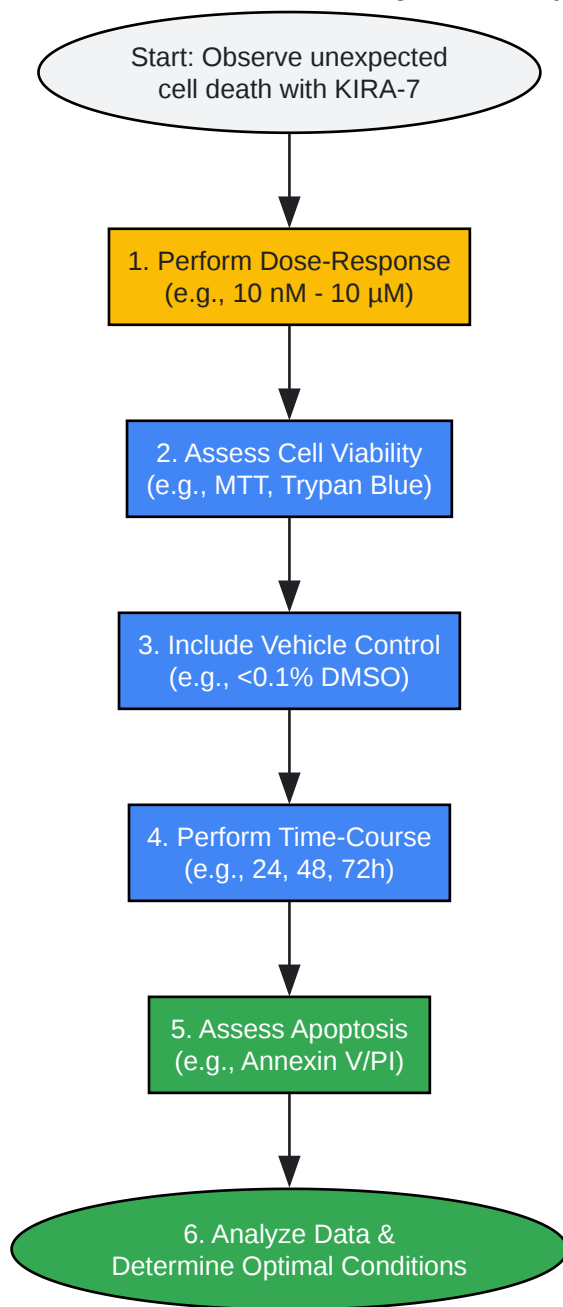 Start: Observe unexpected
cell death with KIRA-7
1. Perform Dose-Response
(e.g., 10 nM - 10 µM)
2. Assess Cell Viability
(e.g., MTT, Trypan Blue)
3. Include Vehicle Control
(e.g., <0.1% DMSO)
4. Perform Time-Course
(e.g., 24, 48, 72h)
5. Assess Apoptosis
(e.g., Annexin V/PI)
6. Analyze Data &
Determine Optimal Conditions